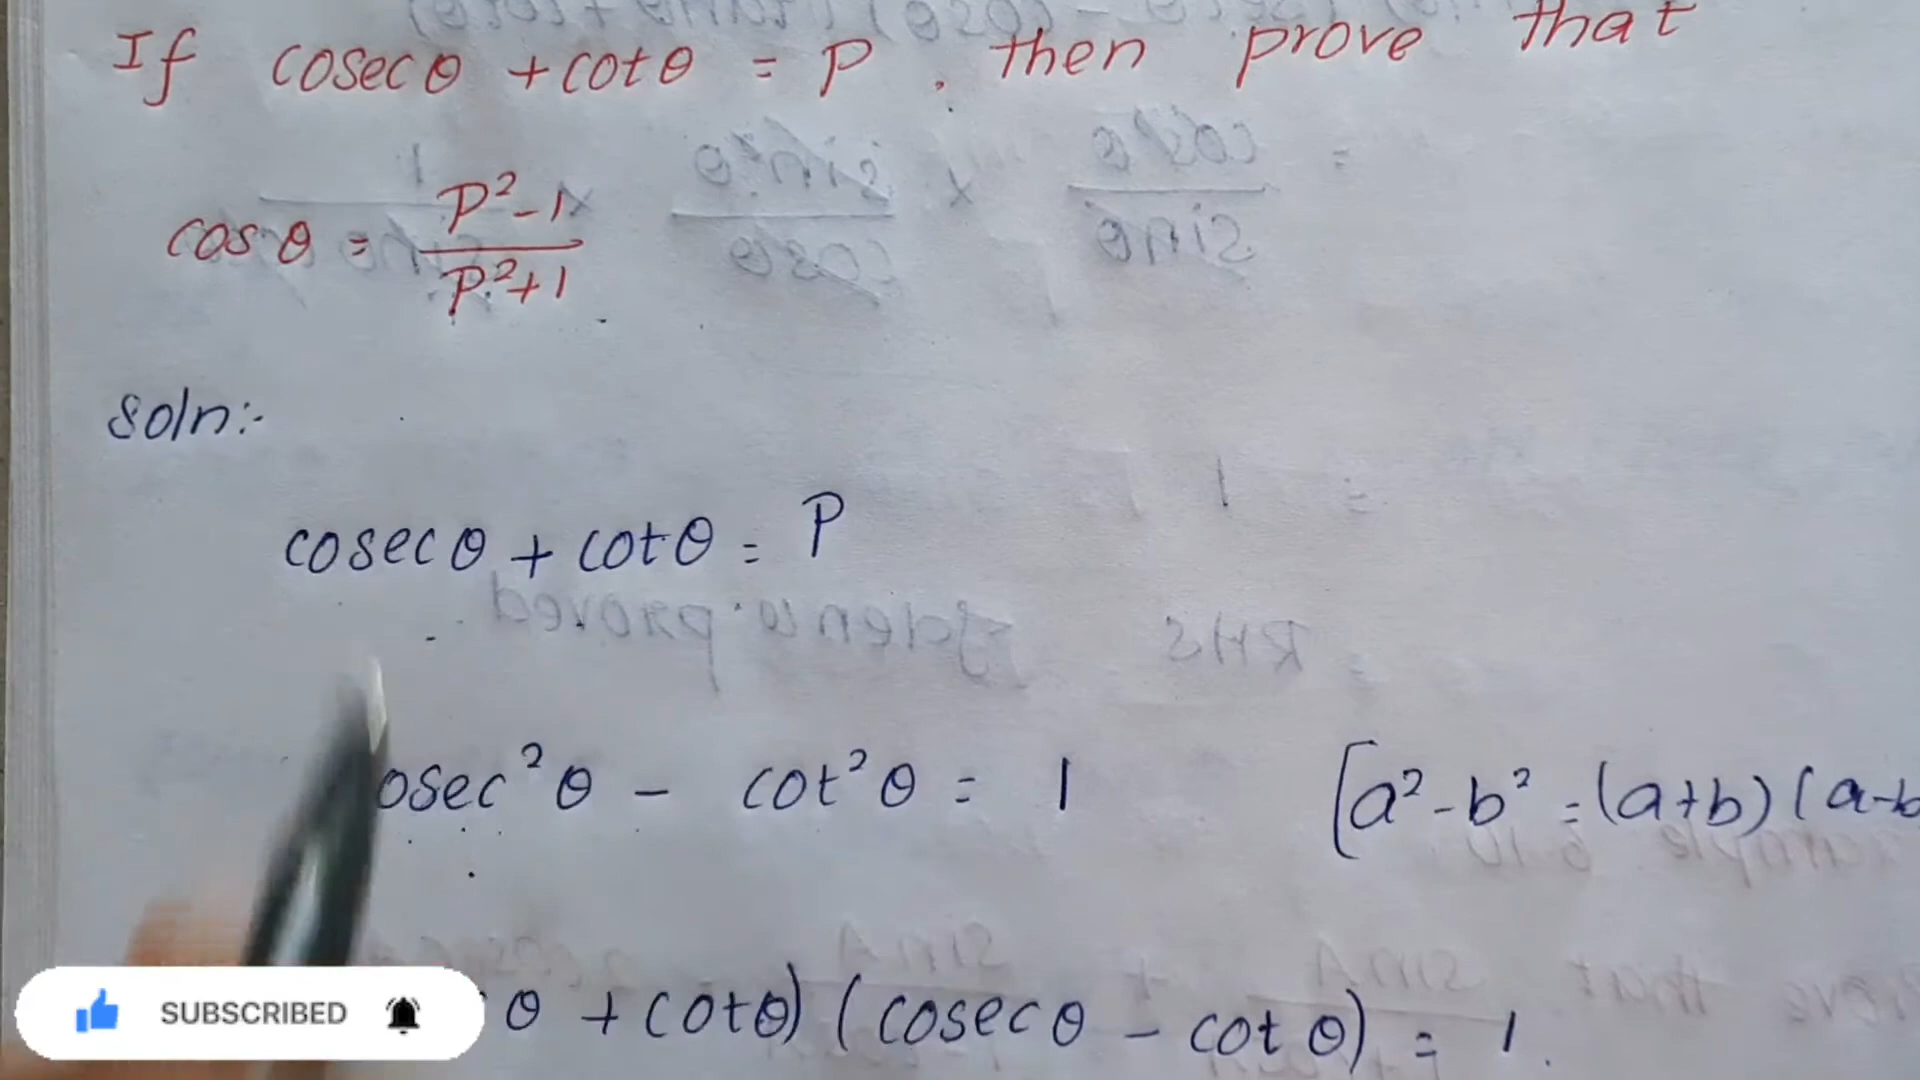 If cosecθ + cotθ = P, then prove that
cosθ = P²-1/P²+1
Soln:-
cosecθ + cotθ = P
osec²θ - cot²θ = 1 [a²-b² = (a+b)(a-b
θ + cotθ) (cosecθ - cotθ) = 1.
SUBSCRIBED